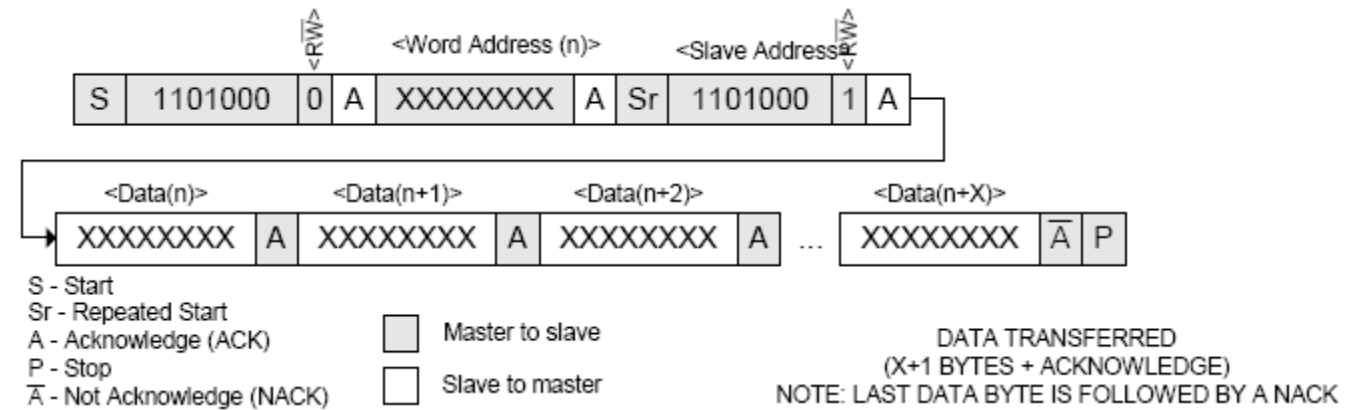 <RW̅> <Word Address (n)> <Slave Address> <RW̅>
S 1101000 0 A XXXXXXXX A Sr 1101000 1 A
<Data(n)> <Data(n+1)> <Data(n+2)> <Data(n+X)>
XXXXXXXX A XXXXXXXX A XXXXXXXX A ... XXXXXXXX A̅ P
S - Start
Sr - Repeated Start
A - Acknowledge (ACK)
P - Stop
A̅ - Not Acknowledge (NACK)
Master to slave
Slave to master
DATA TRANSFERRED
(X+1 BYTES + ACKNOWLEDGE)
NOTE: LAST DATA BYTE IS FOLLOWED BY A NACK